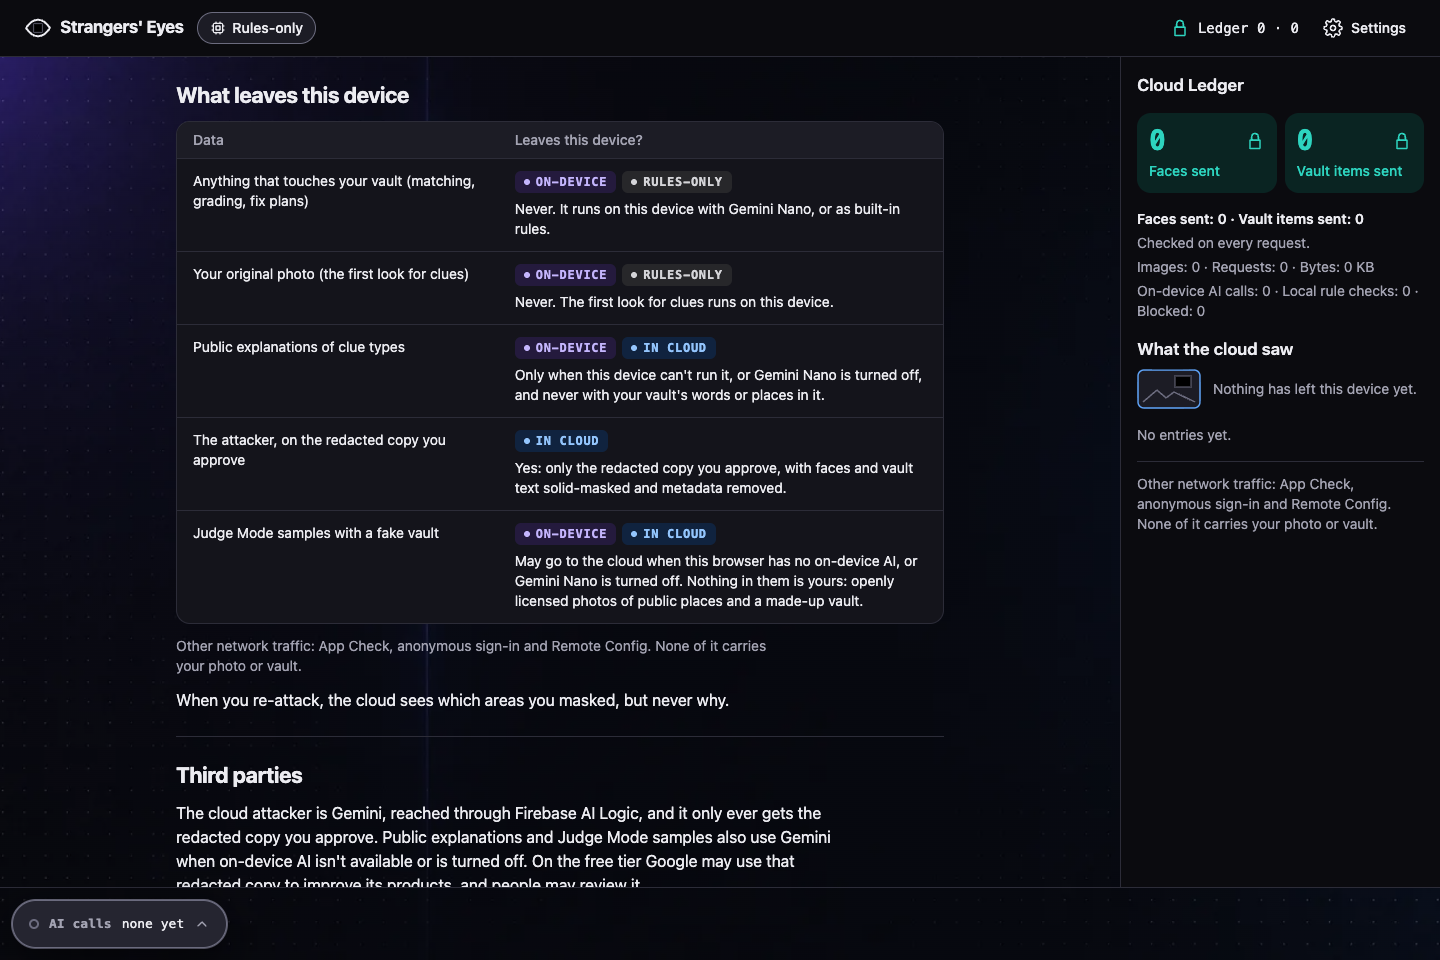 Strangers' Eyes
Rules-only
Ledger 0 · 0
Settings
What leaves this device
Data
Leaves this device?
Anything that touches your vault (matching,
grading, fix plans)
ON-DEVICE
RULES-ONLY
Never. It runs on this device with Gemini Nano, or as built-in
rules.
Your original photo (the first look for clues)
ON-DEVICE
RULES-ONLY
Never. The first look for clues runs on this device.
Public explanations of clue types
ON-DEVICE
IN CLOUD
Only when this device can't run it, or Gemini Nano is turned off,
and never with your vault's words or places in it.
The attacker, on the redacted copy you
approve
IN CLOUD
Yes: only the redacted copy you approve, with faces and vault
text solid-masked and metadata removed.
Judge Mode samples with a fake vault
ON-DEVICE
IN CLOUD
May go to the cloud when this browser has no on-device AI, or
Gemini Nano is turned off. Nothing in them is yours: openly
licensed photos of public places and a made-up vault.
Other network traffic: App Check, anonymous sign-in and Remote Config. None of it carries
your photo or vault.
When you re-attack, the cloud sees which areas you masked, but never why.
Third parties
The cloud attacker is Gemini, reached through Firebase AI Logic, and it only ever gets the
redacted copy you approve. Public explanations and Judge Mode samples also use Gemini
when on-device AI isn't available or is turned off. On the free tier Google may use that
redacted copy to improve its products, and people may review it.
Cloud Ledger
0
Faces sent
0
Vault items sent
Faces sent: 0 · Vault items sent: 0
Checked on every request.
Images: 0 · Requests: 0 · Bytes: 0 KB
On-device AI calls: 0 · Local rule checks: 0 ·
Blocked: 0
What the cloud saw
Nothing has left this device yet.
No entries yet.
Other network traffic: App Check,
anonymous sign-in and Remote Config.
None of it carries your photo or vault.
AI calls none yet